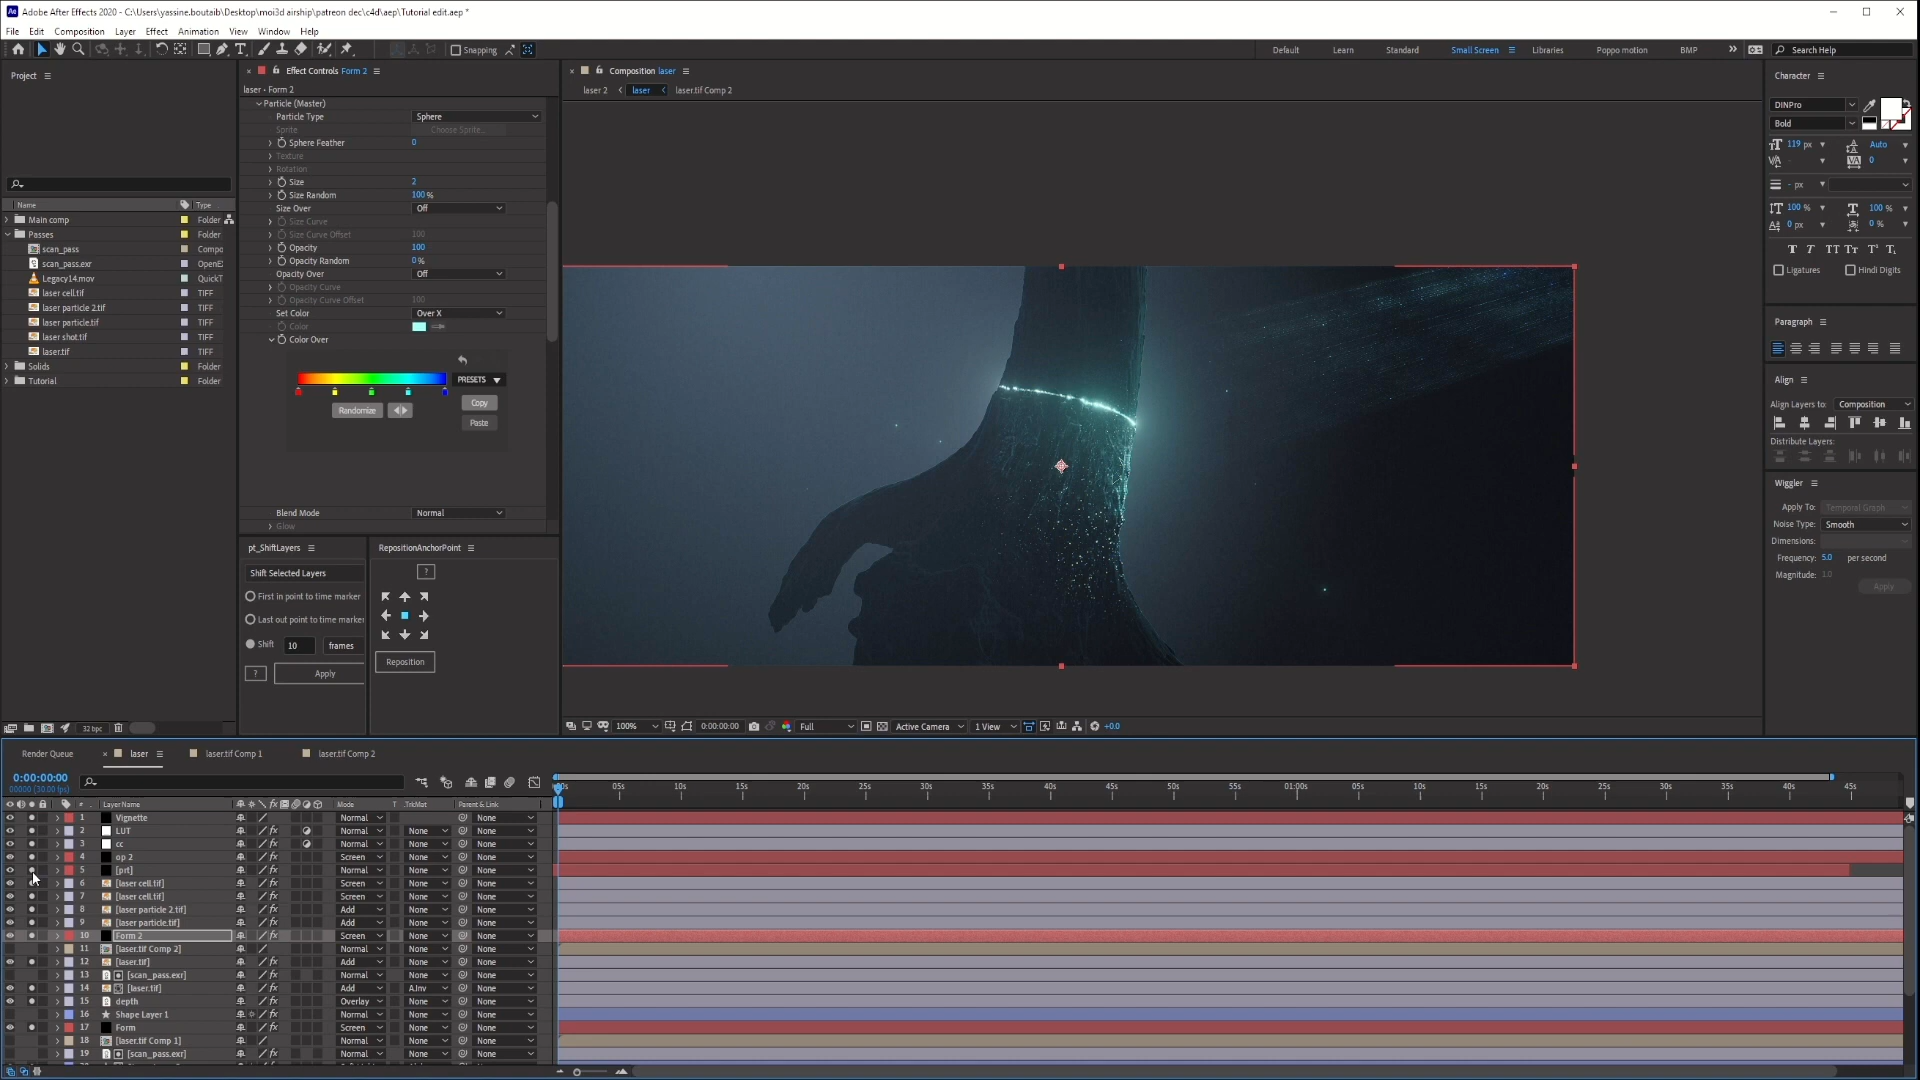 Adobe After Effects 2020 - C:\Users\yassine.boutaib\Desktop\moi3d airship\patreon dec\c4d\aep\Tutorial edit.aep *
File Edit Composition Layer Effect Animation View Window Help
Snapping
Default Learn Standard Small Screen Libraries Poppo motion BMP Search Help
Project
Name Type
Main comp Folder
Passes Folder
scan_pass Compo
scan_pass.exr OpenE
Legacy14.mov QuickT
laser cell.tif TIFF
laser particle 2.tif TIFF
laser particle.tif TIFF
laser shot.tif TIFF
laser.tif TIFF
Solids Folder
Tutorial Folder
32 bpc
Effect Controls Form 2
laser • Form 2
Particle (Master)
Particle Type Sphere
Sprite Choose Sprite...
Sphere Feather 0
Texture
Rotation
Size 2
Size Random 100 %
Size Over Off
Size Curve
Size Curve Offset 100
Opacity 100
Opacity Random 0 %
Opacity Over Off
Opacity Curve
Opacity Curve Offset 100
Set Color Over X
Color
Color Over
PRESETS
Randomize
Copy
Paste
Blend Mode Normal
Glow
pt_ShiftLayers
Shift Selected Layers
First in point to time marker
Last out point to time marker
Shift 10 frames
? Apply
RepositionAnchorPoint
?
Reposition
Composition laser
laser 2 laser laser.tif Comp 2
100% 0:00:00:00 Full Active Camera 1 View +0.0
Character
DINPro
Bold
119 px Auto
0
- px
100 % 100 %
0 px 0 %
T T TT Tr T¹ T₁
Ligatures Hindi Digits
Paragraph
Align
Align Layers to: Composition
Distribute Layers:
Wiggler
Apply To: Temporal Graph
Noise Type: Smooth
Dimensions:
Frequency: 5.0 per second
Magnitude: 1.0
Apply
Render Queue laser laser.tif Comp 1 laser.tif Comp 2
0:00:00:00
00000 (30.00 fps)
# Layer Name Mode T .TrkMat Parent & Link
05s 10s 15s 20s 25s 30s 35s 40s 45s 50s 55s 01:00s 05s 10s 15s 20s 25s 30s 35s 40s 45s
1 Vignette Normal None
2 LUT Normal None None
3 cc Normal None None
4 op 2 Screen None None
5 [prt] Normal None None
6 [laser cell.tif] Screen None None
7 [laser cell.tif] Screen None None
8 [laser particle 2.tif] Add None None
9 [laser particle.tif] Add None None
10 Form 2 Screen None None
11 [laser.tif Comp 2] Normal None None
12 [laser.tif] Add None None
13 [scan_pass.exr] Normal None None
14 [laser.tif] Add A.Inv None
15 depth Overlay None None
16 Shape Layer 1 Normal None None
17 Form Screen None None
18 [laser.tif Comp 1] Normal None None
19 [scan_pass.exr] Normal None None